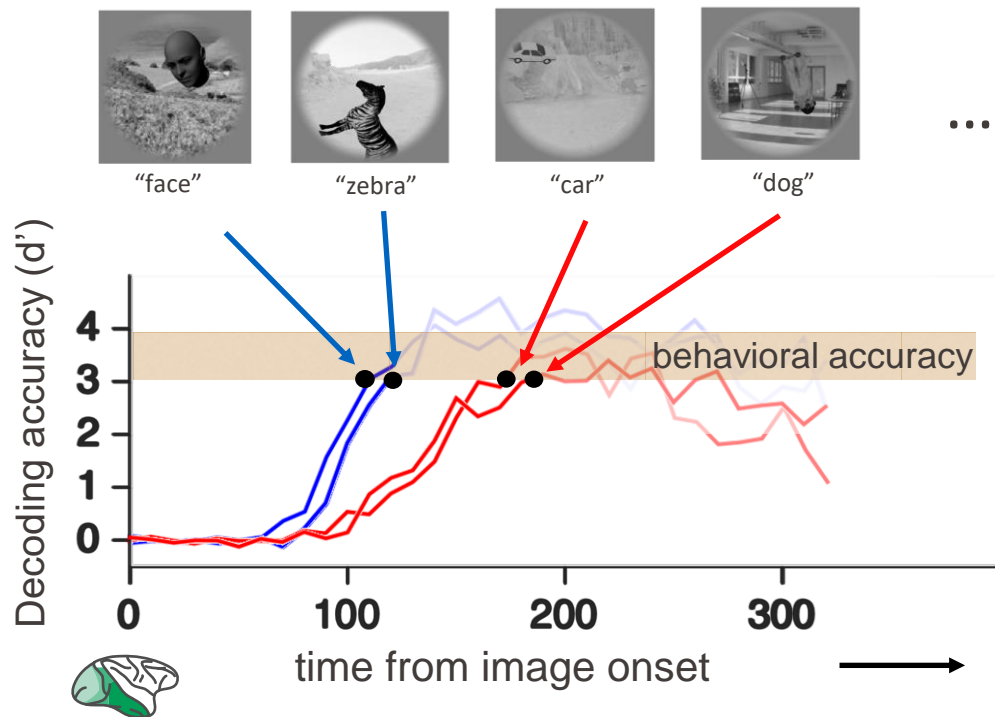 “face”
“zebra”
“car”
“dog”
...
Decoding accuracy (d’)
4
3
2
1
0
behavioral accuracy
0
100
200
300
time from image onset